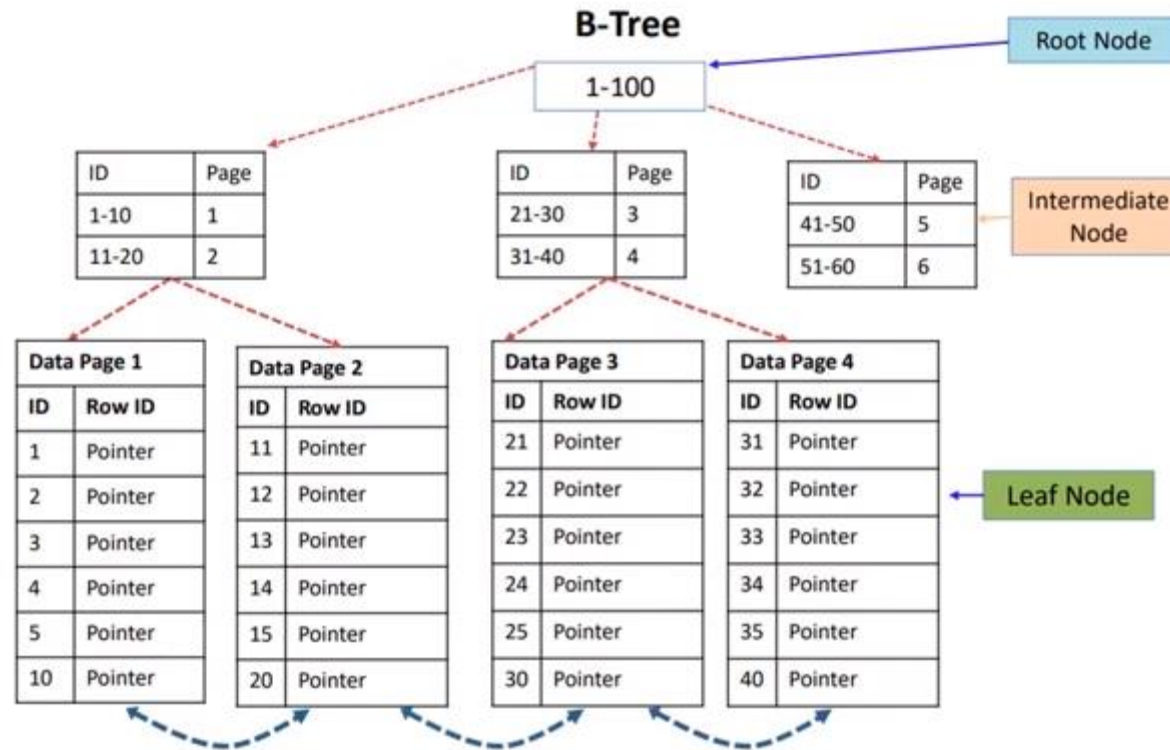 B-Tree
Root Node
1-100
ID Page
1-10 1
11-20 2
ID Page
21-30 3
31-40 4
ID Page
41-50 5
51-60 6
Intermediate
Node
Data Page 1
ID Row ID
1 Pointer
2 Pointer
3 Pointer
4 Pointer
5 Pointer
10 Pointer
Data Page 2
ID Row ID
11 Pointer
12 Pointer
13 Pointer
14 Pointer
15 Pointer
20 Pointer
Data Page 3
ID Row ID
21 Pointer
22 Pointer
23 Pointer
24 Pointer
25 Pointer
30 Pointer
Data Page 4
ID Row ID
31 Pointer
32 Pointer
33 Pointer
34 Pointer
35 Pointer
40 Pointer
Leaf Node